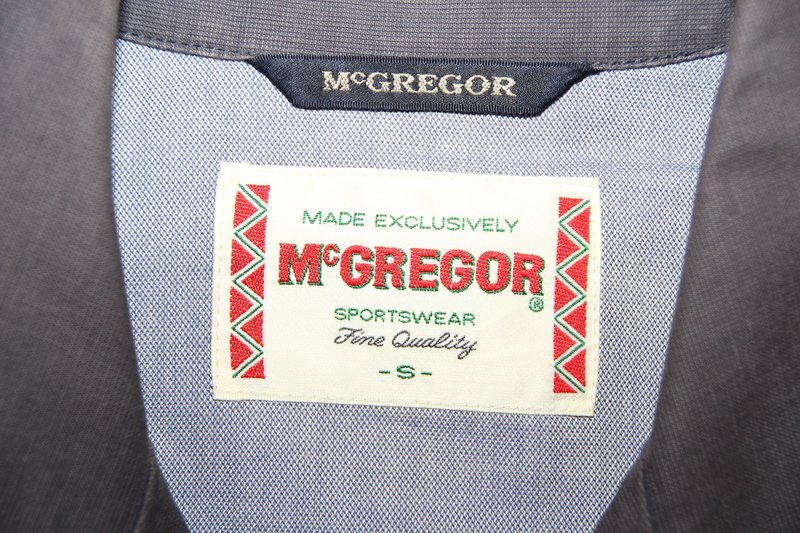 McGREGOR
MADE EXCLUSIVELY
McGREGOR®
SPORTSWEAR
Fine Quality
-S-